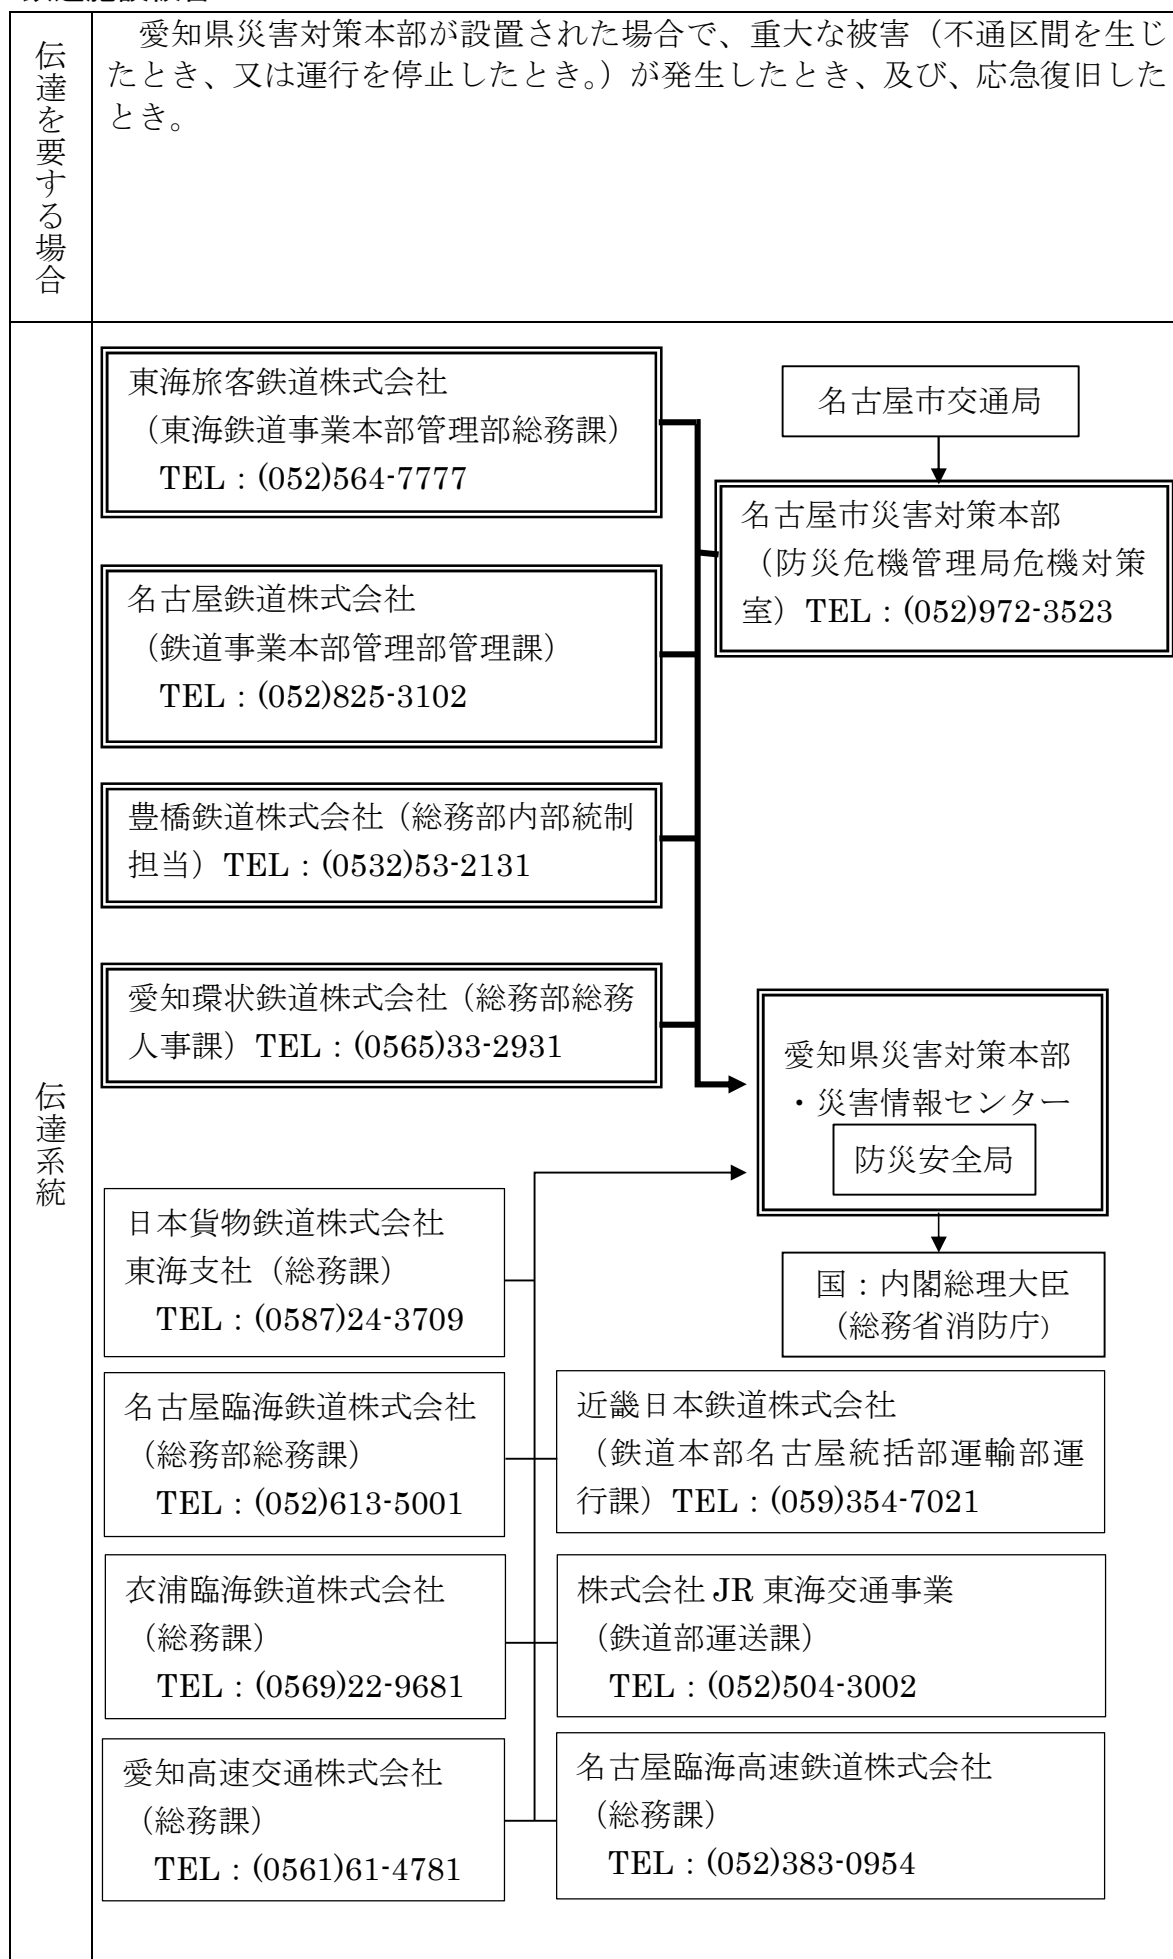 伝達を要する場合
愛知県災害対策本部が設置された場合で、重大な被害(不通区間を生じ
たとき、又は運行を停止したとき。)が発生したとき、及び、応急復旧した
とき。
伝達系統
東海旅客鉄道株式会社
(東海鉄道事業本部管理部総務課)
TEL:(052)564-7777
名古屋市交通局
名古屋市災害対策本部
(防災危機管理局危機対策
室)TEL:(052)972-3523
名古屋鉄道株式会社
(鉄道事業本部管理部管理課)
TEL:(052)825-3102
豊橋鉄道株式会社(総務部内部統制
担当)TEL:(0532)53-2131
愛知環状鉄道株式会社(総務部総務
人事課)TEL:(0565)33-2931
愛知県災害対策本部
・災害情報センター
防災安全局
国:内閣総理大臣
(総務省消防庁)
日本貨物鉄道株式会社
東海支社(総務課)
TEL:(0587)24-3709
名古屋臨海鉄道株式会社
(総務部総務課)
TEL:(052)613-5001
近畿日本鉄道株式会社
(鉄道本部名古屋統括部運輸部運
行課)TEL:(059)354-7021
衣浦臨海鉄道株式会社
(総務課)
TEL:(0569)22-9681
株式会社 JR 東海交通事業
(鉄道部運送課)
TEL:(052)504-3002
愛知高速交通株式会社
(総務課)
TEL:(0561)61-4781
名古屋臨海高速鉄道株式会社
(総務課)
TEL:(052)383-0954